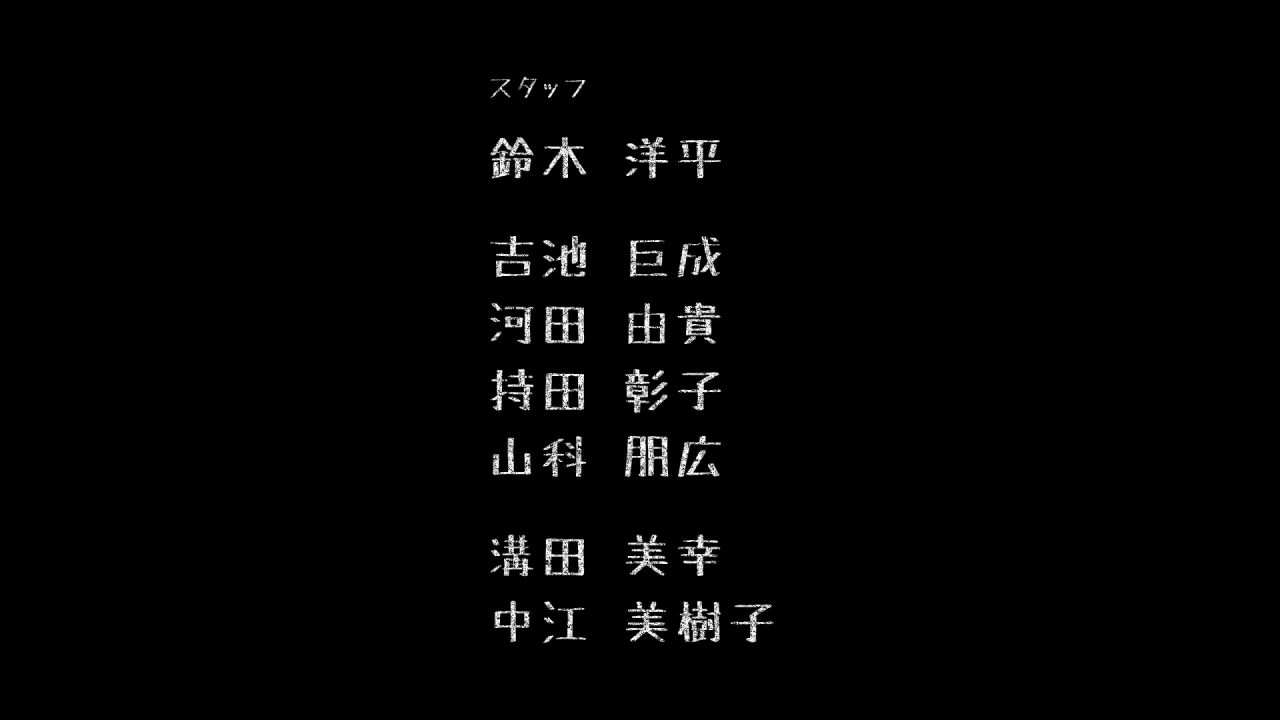 スタッフ
鈴木 洋平
吉池 巨成
河田 由貴
持田 彰子
山科 朋広
溝田 美幸
中江 美樹子